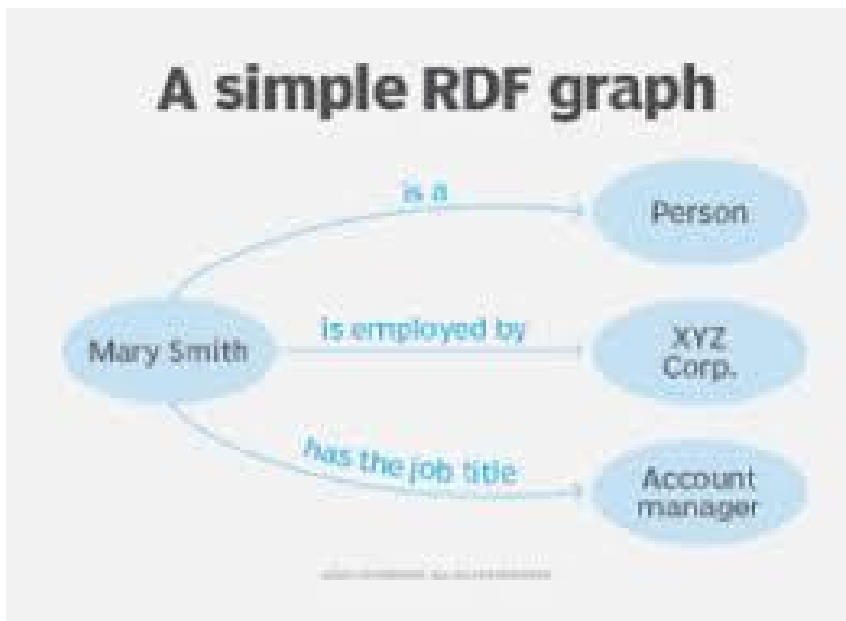 A simple RDF graph
is a
Person
Mary Smith
is employed by
XYZ
Corp.
has the job title
Account
manager